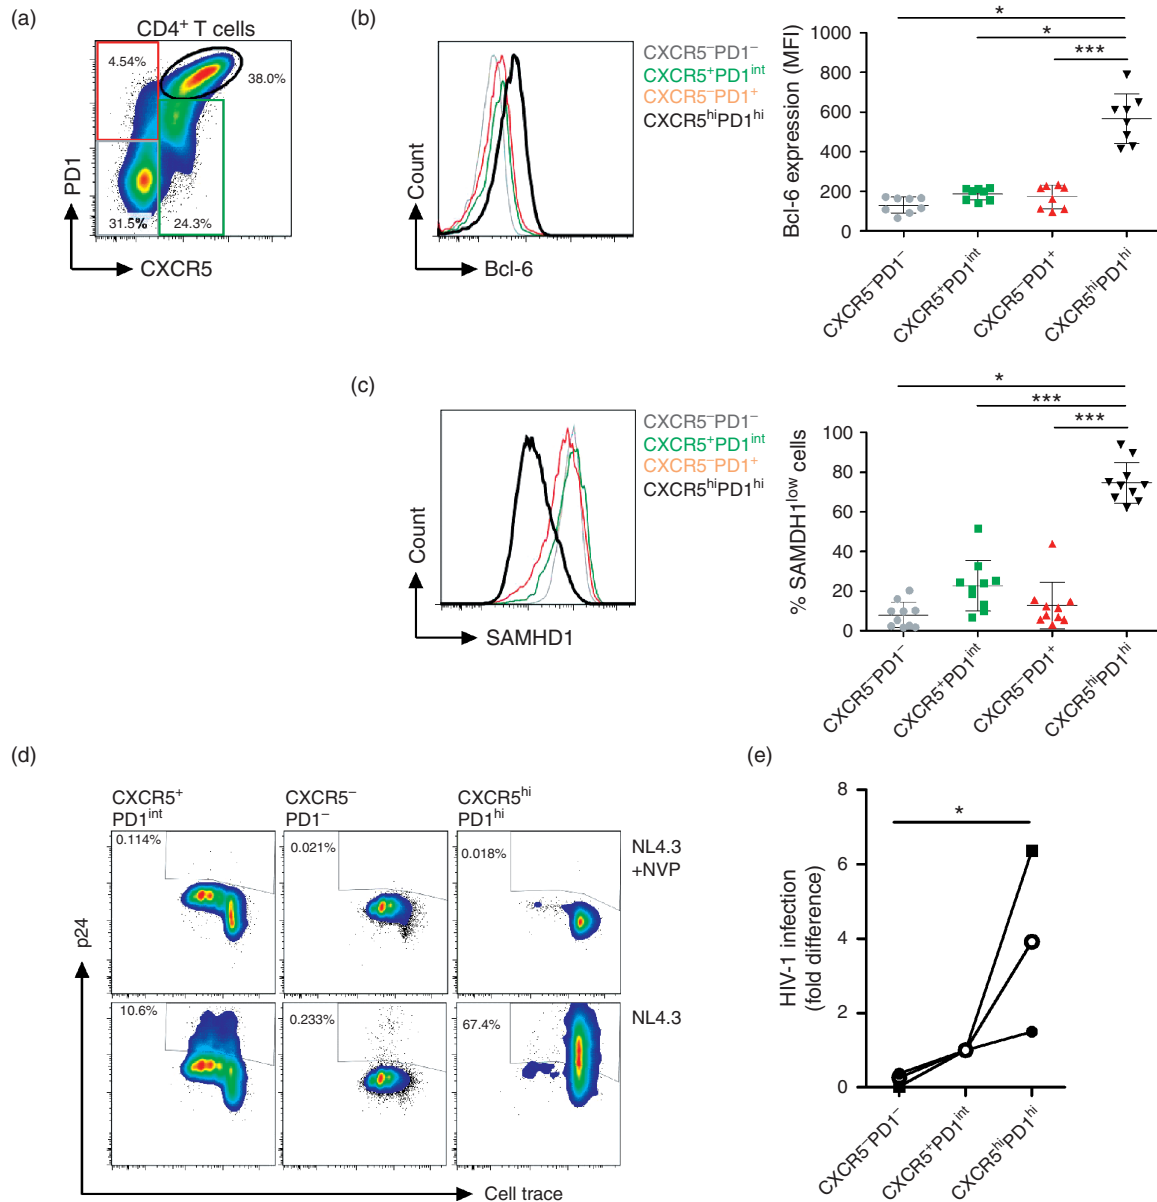 (a)
CD4⁺ T cells
4.54%
38.0%
31.5%
24.3%
PD1
CXCR5
(b)
CXCR5⁻PD1⁻
CXCR5⁺PD1ⁱⁿᵗ
CXCR5⁻PD1⁺
CXCR5ʰⁱPD1ʰⁱ
Count
Bcl-6
Bcl-6 expression (MFI)
1000
800
600
400
200
0
*
*
***
CXCR5⁻PD1⁻
CXCR5⁺PD1ⁱⁿᵗ
CXCR5⁻PD1⁺
CXCR5ʰⁱPD1ʰⁱ
(c)
CXCR5⁻PD1⁻
CXCR5⁺PD1ⁱⁿᵗ
CXCR5⁻PD1⁺
CXCR5ʰⁱPD1ʰⁱ
Count
SAMHD1
% SAMDH1ˡᵒʷ cells
100
80
60
40
20
0
*
***
***
CXCR5⁻PD1⁻
CXCR5⁺PD1ⁱⁿᵗ
CXCR5⁻PD1⁺
CXCR5ʰⁱPD1ʰⁱ
(d)
CXCR5⁺
PD1ⁱⁿᵗ
CXCR5⁻
PD1⁻
CXCR5ʰⁱ
PD1ʰⁱ
0.114%
0.021%
0.018%
NL4.3
+NVP
10.6%
0.233%
67.4%
NL4.3
p24
Cell trace
(e)
HIV-1 infection
(fold difference)
8
6
4
2
0
*
CXCR5⁻PD1⁻
CXCR5⁺PD1ⁱⁿᵗ
CXCR5ʰⁱPD1ʰⁱ